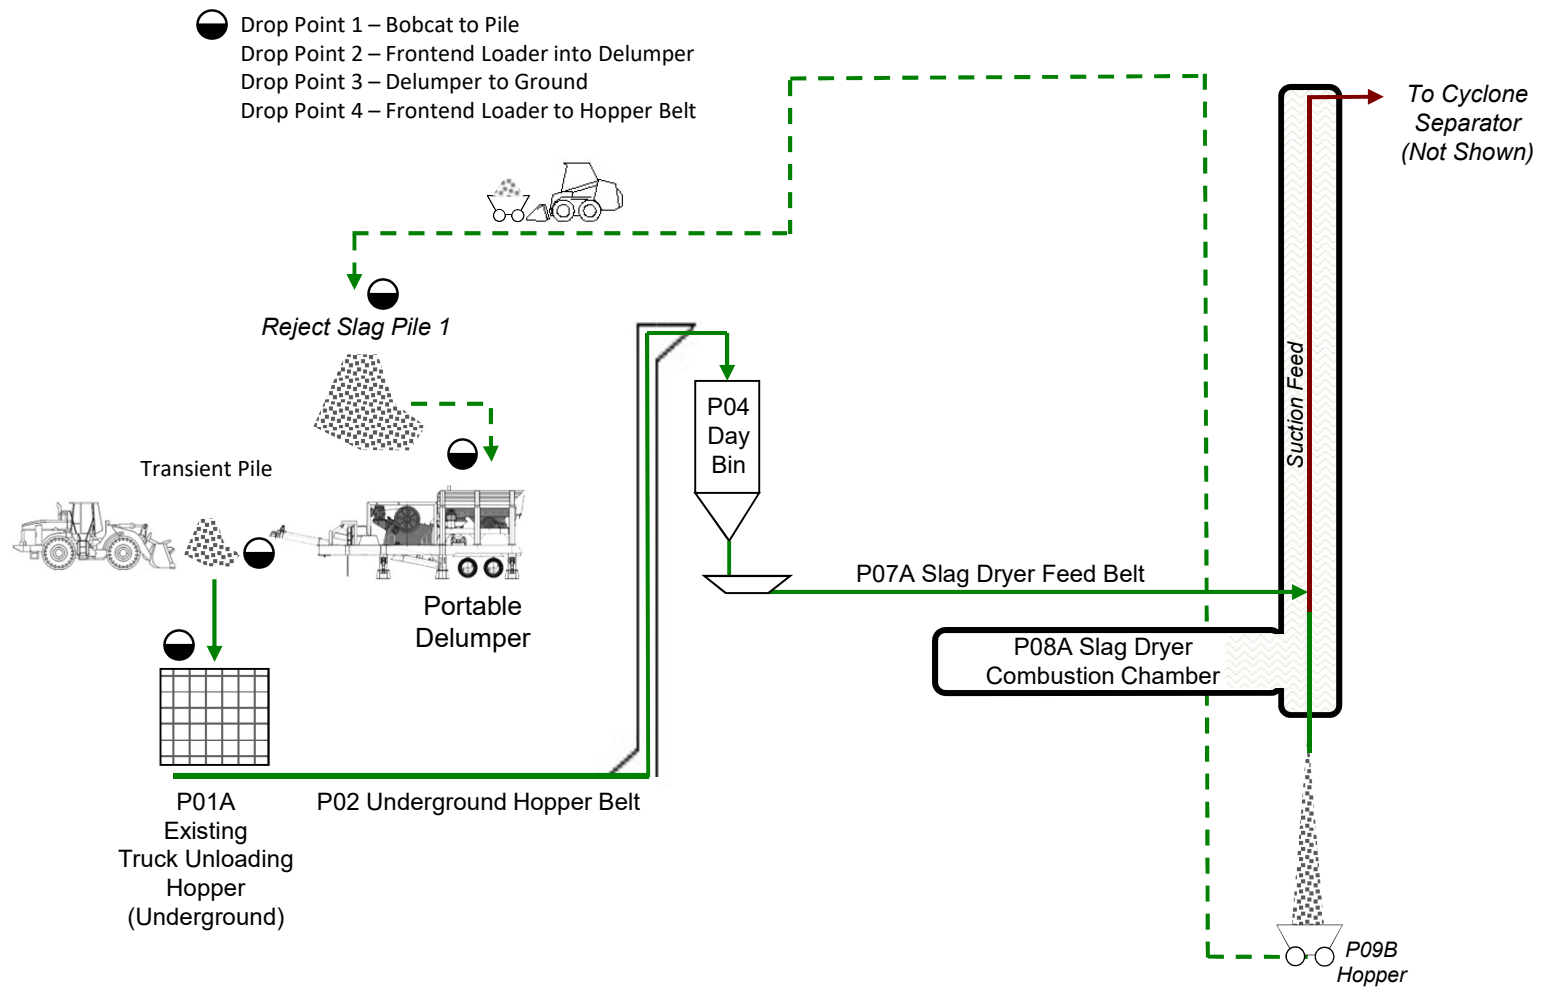 Drop Point 1 – Bobcat to Pile
Drop Point 2 – Frontend Loader into Delumper
Drop Point 3 – Delumper to Ground
Drop Point 4 – Frontend Loader to Hopper Belt
To Cyclone
Separator
(Not Shown)
Reject Slag Pile 1
Suction Feed
P04
Day
Bin
Transient Pile
P07A Slag Dryer Feed Belt
Portable
Delumper
P08A Slag Dryer
Combustion Chamber
P01A
Existing
Truck Unloading
Hopper
(Underground)
P02 Underground Hopper Belt
P09B
Hopper